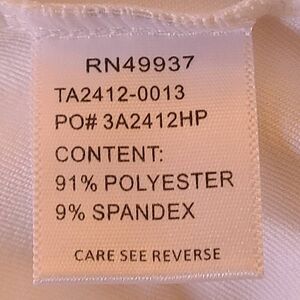 RN49937
TA2412-0013
PO# 3A2412HP
CONTENT:
91% POLYESTER
9% SPANDEX
CARE SEE REVERSE